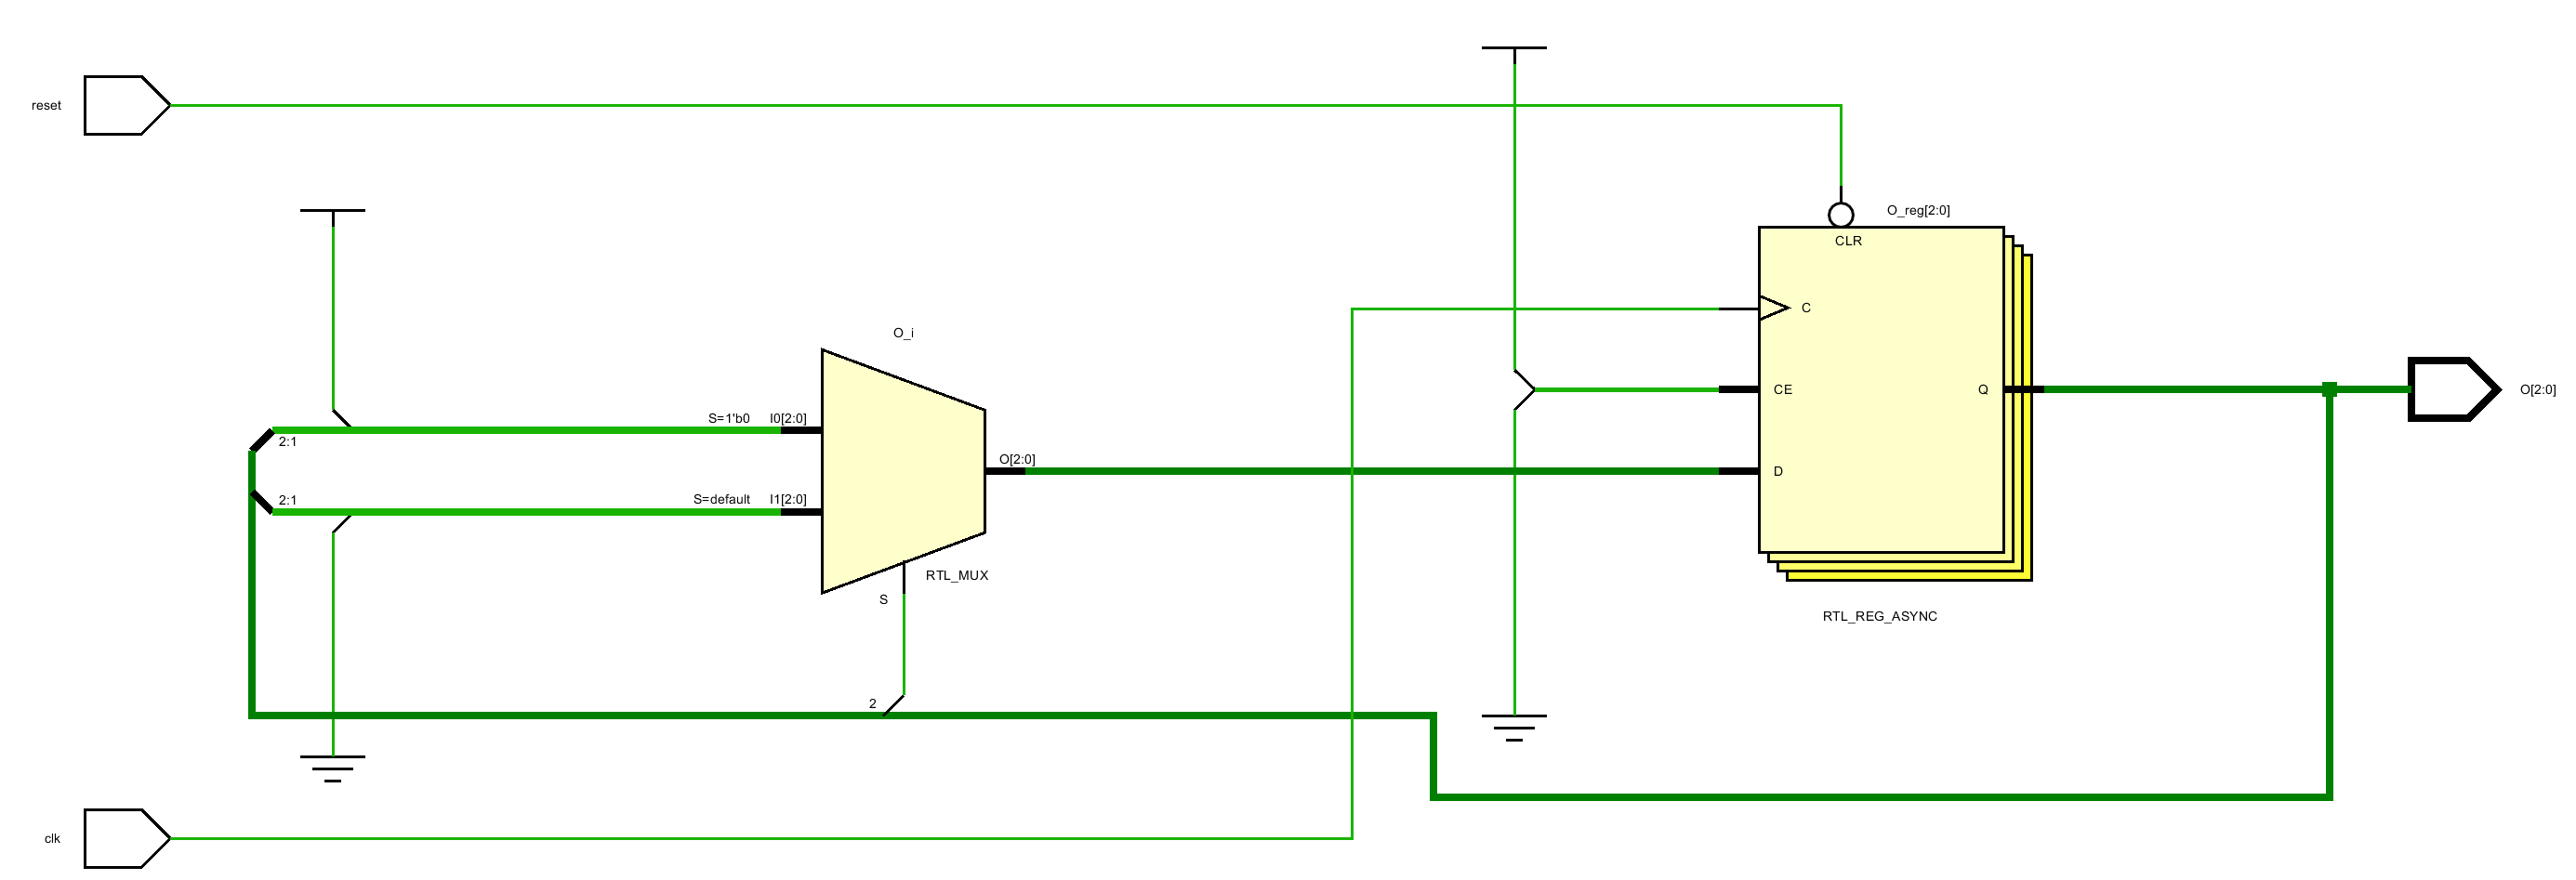 reset
O_reg[2:0]
CLR
C
O_i
CE
Q
O[2:0]
S=1'b0 I0[2:0]
2:1
O[2:0]
D
2:1
S=default I1[2:0]
RTL_MUX
S
RTL_REG_ASYNC
2
clk